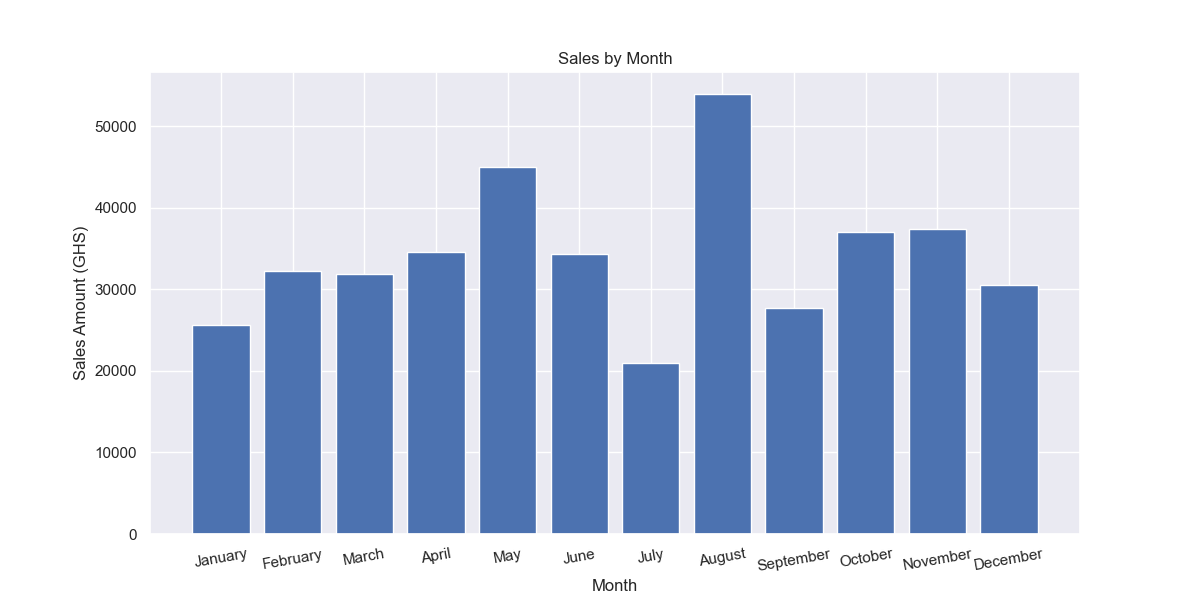 Sales by Month
Sales Amount (GHS)
50000
40000
30000
20000
10000
0
January February March April May June July August September October November December
Month